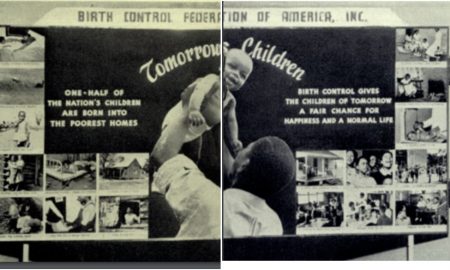 BIRTH CONTROL FEDERATION OF AMERICA, INC.
Tomorrow's Children
ONE-HALF OF
THE NATION'S CHILDREN
ARE BORN INTO
THE POOREST HOMES
BIRTH CONTROL GIVES
THE CHILDREN OF TOMORROW
A FAIR CHANCE FOR
HAPPINESS AND A NORMAL LIFE